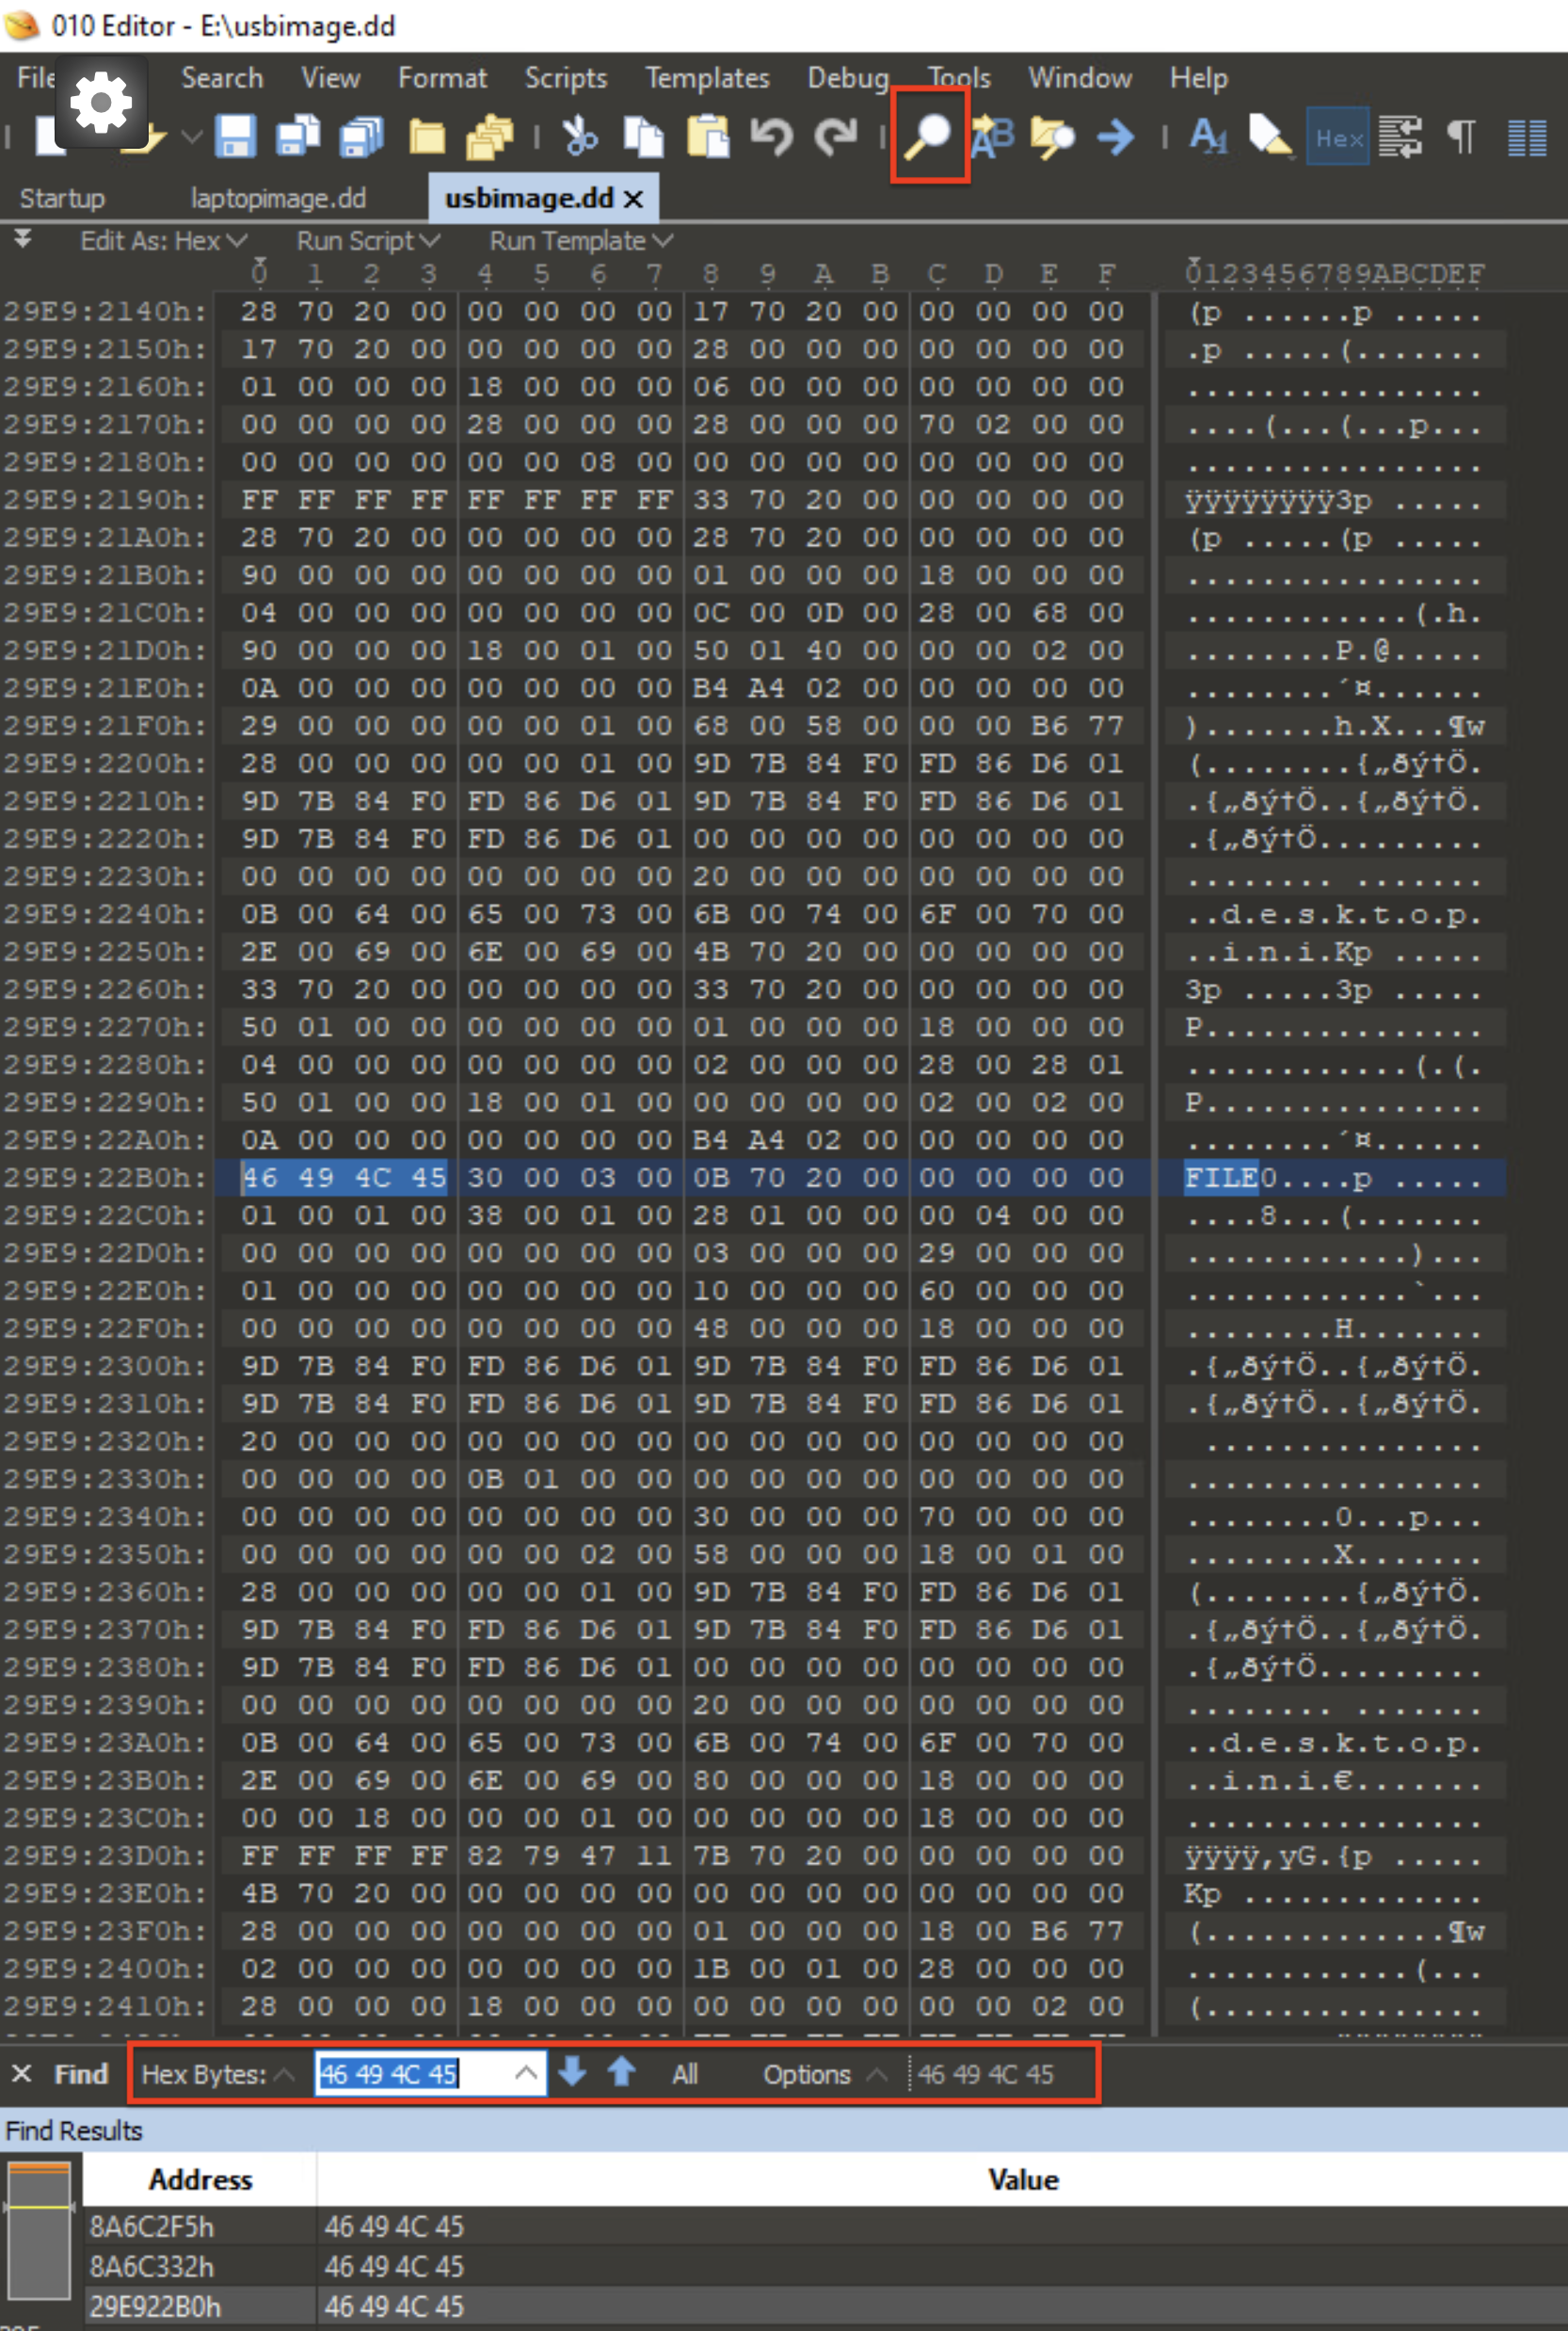 010 Editor - E:\usbimage.dd
File Search View Format Scripts Templates Debug Tools Window Help
Hex
Startup laptopimage.dd usbimage.dd
Edit As: Hex Run Script Run Template
0 1 2 3 4 5 6 7 8 9 A B C D E F 0123456789ABCDEF
29E9:2140h: 28 70 20 00 00 00 00 00 17 70 20 00 00 00 00 00 (p ......p .....
29E9:2150h: 17 70 20 00 00 00 00 00 28 00 00 00 00 00 00 00 .p .....(.......
29E9:2160h: 01 00 00 00 18 00 00 00 06 00 00 00 00 00 00 00 ................
29E9:2170h: 00 00 00 00 28 00 00 00 28 00 00 00 70 02 00 00 ....(...(...p...
29E9:2180h: 00 00 00 00 00 00 08 00 00 00 00 00 00 00 00 00 ................
29E9:2190h: FF FF FF FF FF FF FF FF 33 70 20 00 00 00 00 00 ÿÿÿÿÿÿÿÿ3p .....
29E9:21A0h: 28 70 20 00 00 00 00 00 28 70 20 00 00 00 00 00 (p .....(p .....
29E9:21B0h: 90 00 00 00 00 00 00 00 01 00 00 00 18 00 00 00 ................
29E9:21C0h: 04 00 00 00 00 00 00 00 0C 00 0D 00 28 00 68 00 ............(.h.
29E9:21D0h: 90 00 00 00 18 00 01 00 50 01 40 00 00 00 02 00 ........P.@.....
29E9:21E0h: 0A 00 00 00 00 00 00 00 B4 A4 02 00 00 00 00 00 ........´¤......
29E9:21F0h: 29 00 00 00 00 00 01 00 68 00 58 00 00 00 B6 77 ).......h.X...¶w
29E9:2200h: 28 00 00 00 00 00 01 00 9D 7B 84 F0 FD 86 D6 01 (........{„ðý†Ö.
29E9:2210h: 9D 7B 84 F0 FD 86 D6 01 9D 7B 84 F0 FD 86 D6 01 .{„ðý†Ö..{„ðý†Ö.
29E9:2220h: 9D 7B 84 F0 FD 86 D6 01 00 00 00 00 00 00 00 00 .{„ðý†Ö.........
29E9:2230h: 00 00 00 00 00 00 00 00 20 00 00 00 00 00 00 00 ........ .......
29E9:2240h: 0B 00 64 00 65 00 73 00 6B 00 74 00 6F 00 70 00 ..d.e.s.k.t.o.p.
29E9:2250h: 2E 00 69 00 6E 00 69 00 4B 70 20 00 00 00 00 00 ..i.n.i.Kp .....
29E9:2260h: 33 70 20 00 00 00 00 00 33 70 20 00 00 00 00 00 3p .....3p .....
29E9:2270h: 50 01 00 00 00 00 00 00 01 00 00 00 18 00 00 00 P...............
29E9:2280h: 04 00 00 00 00 00 00 00 02 00 00 00 28 00 28 01 ............(.(.
29E9:2290h: 50 01 00 00 18 00 01 00 00 00 00 00 02 00 02 00 P...............
29E9:22A0h: 0A 00 00 00 00 00 00 00 B4 A4 02 00 00 00 00 00 ........´¤......
29E9:22B0h: 46 49 4C 45 30 00 03 00 0B 70 20 00 00 00 00 00 FILE0....p .....
29E9:22C0h: 01 00 01 00 38 00 01 00 28 01 00 00 00 04 00 00 ....8...(.......
29E9:22D0h: 00 00 00 00 00 00 00 00 03 00 00 00 29 00 00 00 ............)...
29E9:22E0h: 01 00 00 00 00 00 00 00 10 00 00 00 60 00 00 00 ............`...
29E9:22F0h: 00 00 00 00 00 00 00 00 48 00 00 00 18 00 00 00 ........H.......
29E9:2300h: 9D 7B 84 F0 FD 86 D6 01 9D 7B 84 F0 FD 86 D6 01 .{„ðý†Ö..{„ðý†Ö.
29E9:2310h: 9D 7B 84 F0 FD 86 D6 01 9D 7B 84 F0 FD 86 D6 01 .{„ðý†Ö..{„ðý†Ö.
29E9:2320h: 20 00 00 00 00 00 00 00 00 00 00 00 00 00 00 00  ...............
29E9:2330h: 00 00 00 00 0B 01 00 00 00 00 00 00 00 00 00 00 ................
29E9:2340h: 00 00 00 00 00 00 00 00 30 00 00 00 70 00 00 00 ........0...p...
29E9:2350h: 00 00 00 00 00 00 02 00 58 00 00 00 18 00 01 00 ........X.......
29E9:2360h: 28 00 00 00 00 00 01 00 9D 7B 84 F0 FD 86 D6 01 (........{„ðý†Ö.
29E9:2370h: 9D 7B 84 F0 FD 86 D6 01 9D 7B 84 F0 FD 86 D6 01 .{„ðý†Ö..{„ðý†Ö.
29E9:2380h: 9D 7B 84 F0 FD 86 D6 01 00 00 00 00 00 00 00 00 .{„ðý†Ö.........
29E9:2390h: 00 00 00 00 00 00 00 00 20 00 00 00 00 00 00 00 ........ .......
29E9:23A0h: 0B 00 64 00 65 00 73 00 6B 00 74 00 6F 00 70 00 ..d.e.s.k.t.o.p.
29E9:23B0h: 2E 00 69 00 6E 00 69 00 80 00 00 00 18 00 00 00 ..i.n.i.€.......
29E9:23C0h: 00 00 18 00 00 00 01 00 00 00 00 00 18 00 00 00 ................
29E9:23D0h: FF FF FF FF 82 79 47 11 7B 70 20 00 00 00 00 00 ÿÿÿÿ‚yG.{p .....
29E9:23E0h: 4B 70 20 00 00 00 00 00 00 00 00 00 00 00 00 00 Kp .............
29E9:23F0h: 28 00 00 00 00 00 00 00 01 00 00 00 18 00 B6 77 (.............¶w
29E9:2400h: 02 00 00 00 00 00 00 00 1B 00 01 00 28 00 00 00 ............(...
29E9:2410h: 28 00 00 00 18 00 00 00 00 00 00 00 00 00 02 00 (...............
Find Hex Bytes: 46 49 4C 45 All Options 46 49 4C 45
Find Results
Address Value
8A6C2F5h 46 49 4C 45
8A6C332h 46 49 4C 45
29E922B0h 46 49 4C 45